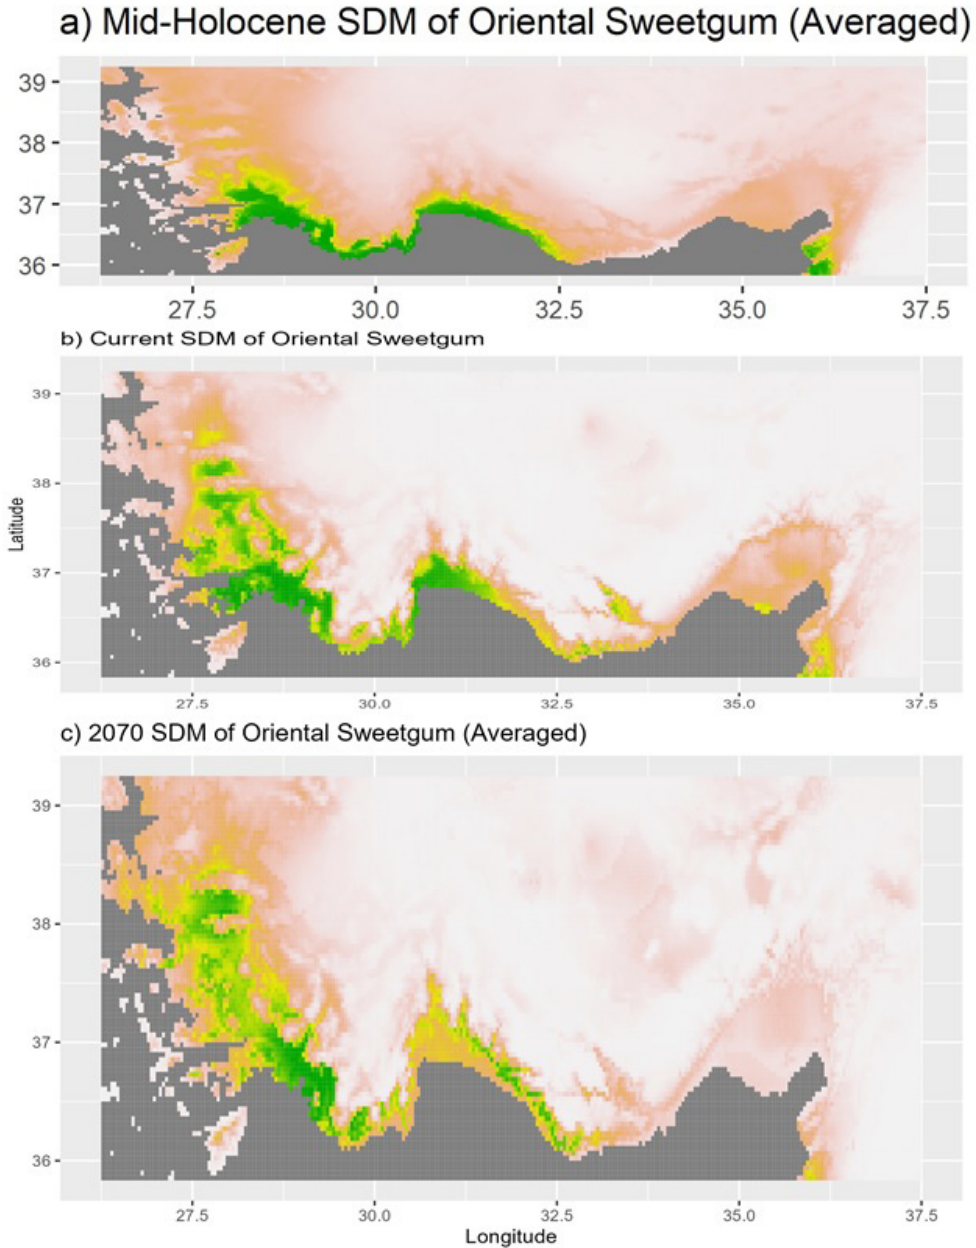 a) Mid-Holocene SDM of Oriental Sweetgum (Averaged)
39
38
37
36
27.5 30.0 32.5 35.0 37.5
b) Current SDM of Oriental Sweetgum
39
38
37
36
Latitude
27.5 30.0 32.5 35.0 37.5
c) 2070 SDM of Oriental Sweetgum (Averaged)
39
38
37
36
27.5 30.0 32.5 35.0 37.5
Longitude